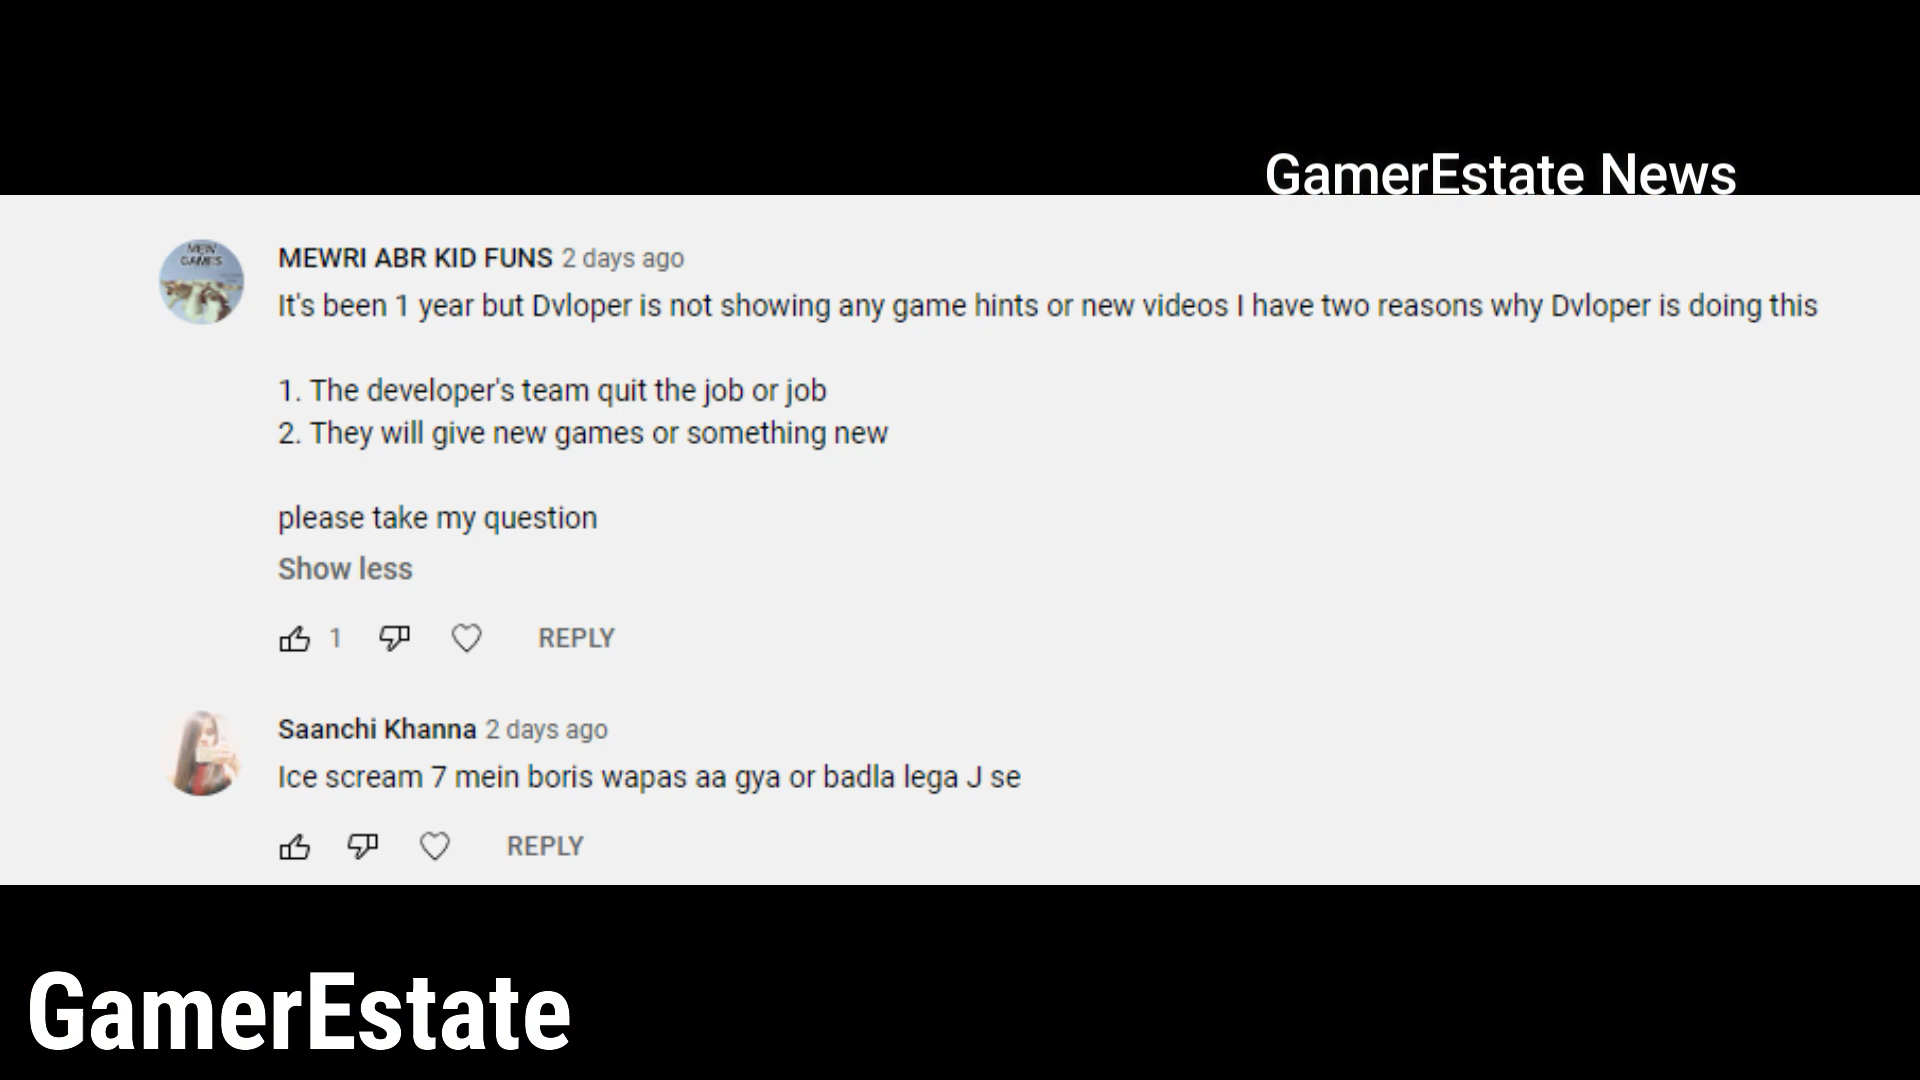 GamerEstate News
MEW
GAMES
MEWRI ABR KID FUNS 2 days ago
It's been 1 year but Dvloper is not showing any game hints or new videos I have two reasons why Dvloper is doing this
1. The developer's team quit the job or job
2. They will give new games or something new
please take my question
Show less
1 REPLY
Saanchi Khanna 2 days ago
Ice scream 7 mein boris wapas aa gya or badla lega J se
REPLY
GamerEstate